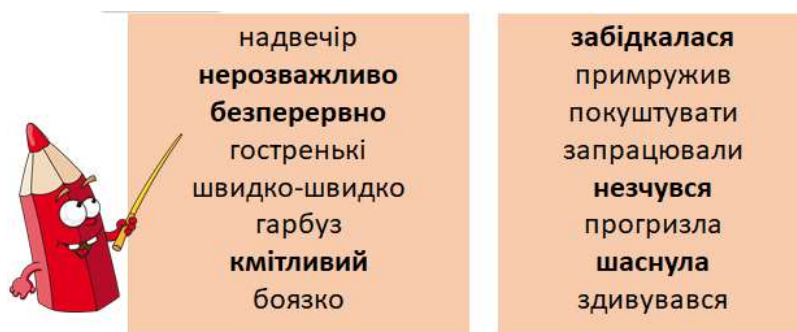 надвечір
нерозважливо
безперервно
гостренькі
швидко-швидко
гарбуз
кмітливий
боязко
забідкалася
примружив
покуштувати
запрацювали
незчувся
прогризла
шаснула
здивувався